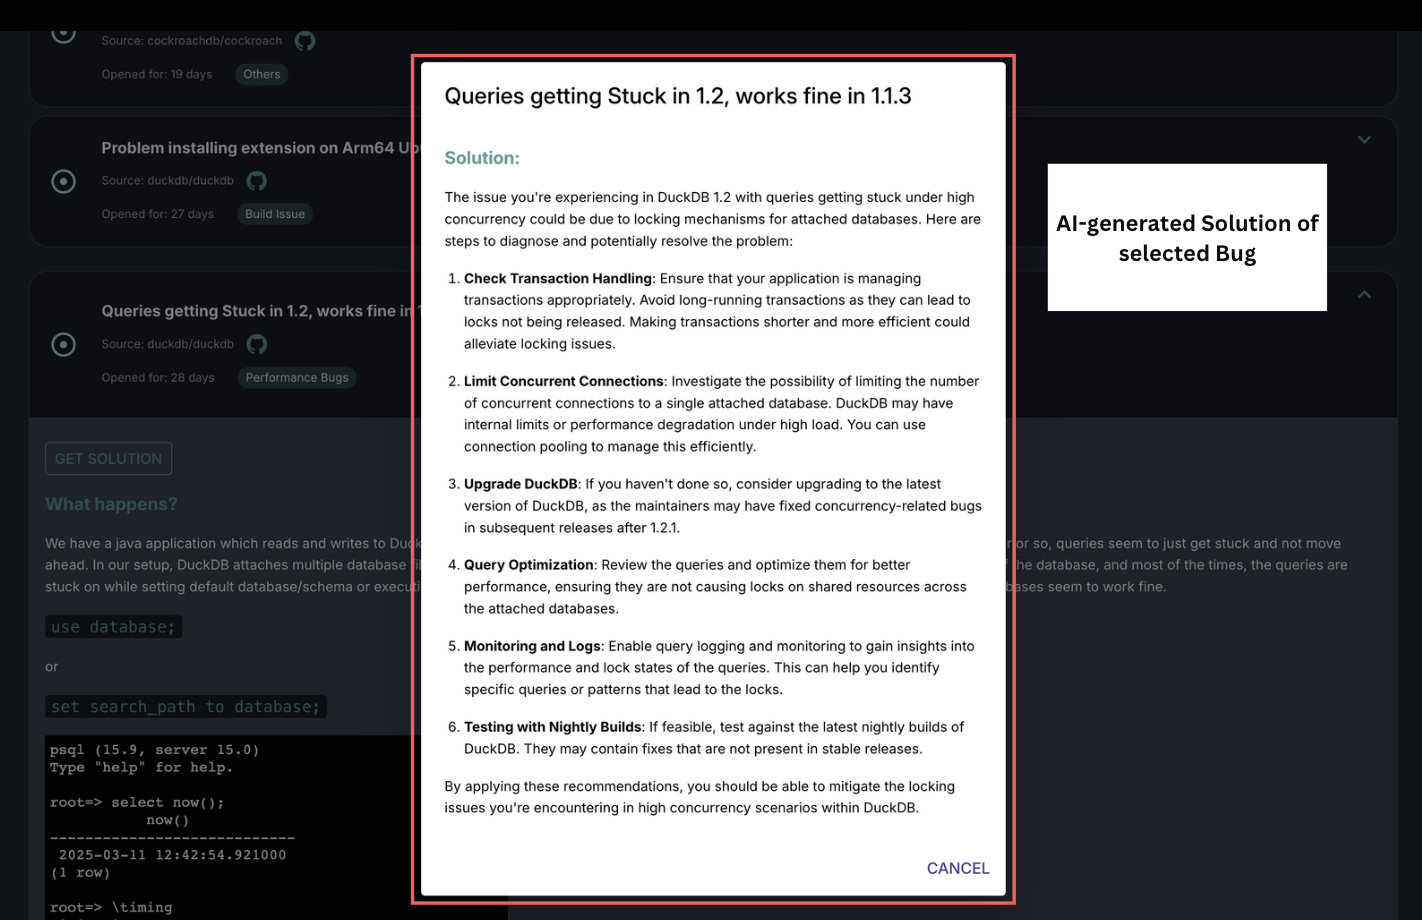 Source: cockroachdb/cockroach
Opened for: 19 days Others
Problem installing extension on Arm64
Source: duckdb/duckdb
Opened for: 27 days Build Issue
Queries getting Stuck in 1.2, works fine in
Source: duckdb/duckdb
Opened for: 28 days Performance Bugs
GET SOLUTION
What happens?
We have a java application which reads and writes to
ahead. In our setup, DuckDB attaches multiple database
stuck on while setting default database/schema or
or so, queries seem to just get stuck and not move
the database, and most of the times, the queries are
seem to work fine.
use database;
or
set search_path to database;
psql (15.9, server 15.0)
Type "help" for help.
root=> select now();
now()
----------------------------
2025-03-11 12:42:54.921000
(1 row)
root=> \timing
Queries getting Stuck in 1.2, works fine in 1.1.3
Solution:
The issue you're experiencing in DuckDB 1.2 with queries getting stuck under high
concurrency could be due to locking mechanisms for attached databases. Here are
steps to diagnose and potentially resolve the problem:
1. Check Transaction Handling: Ensure that your application is managing
transactions appropriately. Avoid long-running transactions as they can lead to
locks not being released. Making transactions shorter and more efficient could
alleviate locking issues.
2. Limit Concurrent Connections: Investigate the possibility of limiting the number
of concurrent connections to a single attached database. DuckDB may have
internal limits or performance degradation under high load. You can use
connection pooling to manage this efficiently.
3. Upgrade DuckDB: If you haven't done so, consider upgrading to the latest
version of DuckDB, as the maintainers may have fixed concurrency-related bugs
in subsequent releases after 1.2.1.
4. Query Optimization: Review the queries and optimize them for better
performance, ensuring they are not causing locks on shared resources across
the attached databases.
5. Monitoring and Logs: Enable query logging and monitoring to gain insights into
the performance and lock states of the queries. This can help you identify
specific queries or patterns that lead to the locks.
6. Testing with Nightly Builds: If feasible, test against the latest nightly builds of
DuckDB. They may contain fixes that are not present in stable releases.
By applying these recommendations, you should be able to mitigate the locking
issues you're encountering in high concurrency scenarios within DuckDB.
CANCEL
AI-generated Solution of
selected Bug